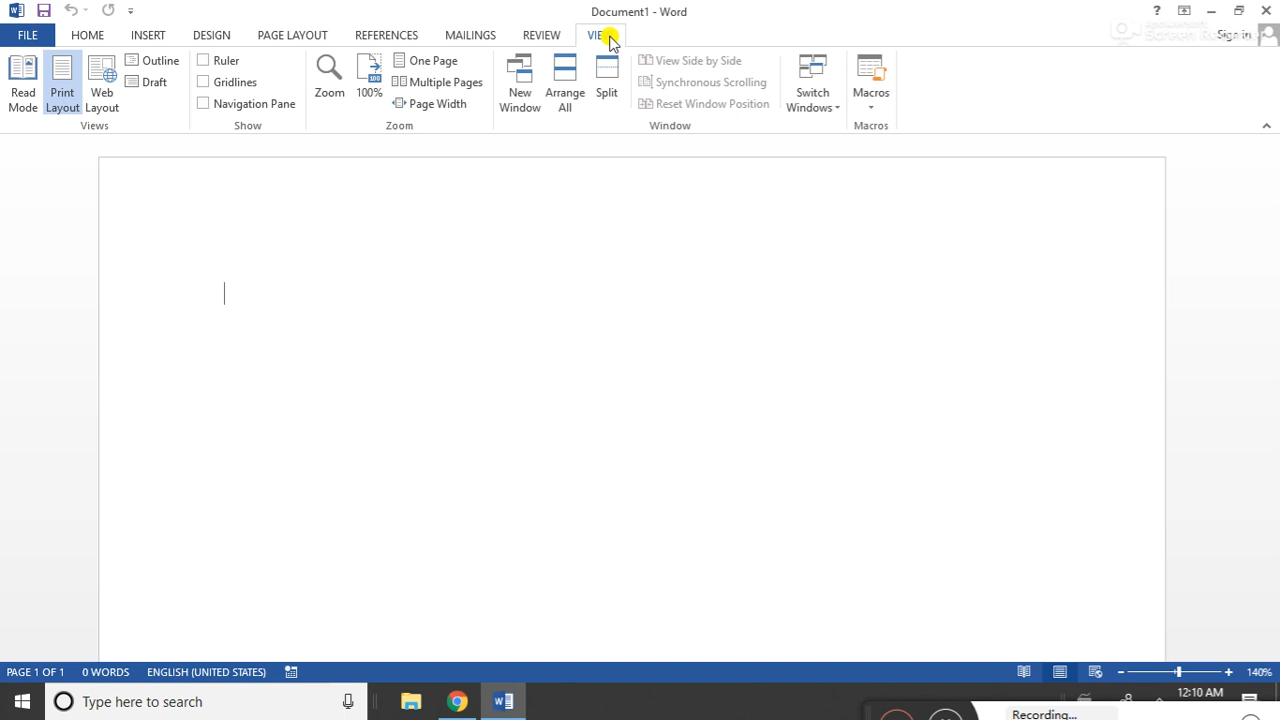 Document1 - Word
?
FILE HOME INSERT DESIGN PAGE LAYOUT REFERENCES MAILINGS REVIEW Sign in
Read Mode
Print Layout
Web Layout
Outline
Draft
Views
Ruler
Gridlines
Navigation Pane
Show
Zoom
100%
One Page
Multiple Pages
Page Width
Zoom
New Window
Arrange All
Split
View Side by Side
Synchronous Scrolling
Reset Window Position
Window
Switch Windows
Macros
Macros
PAGE 1 OF 1 0 WORDS ENGLISH (UNITED STATES) 140%
Type here to search
12:10 AM
Recording...